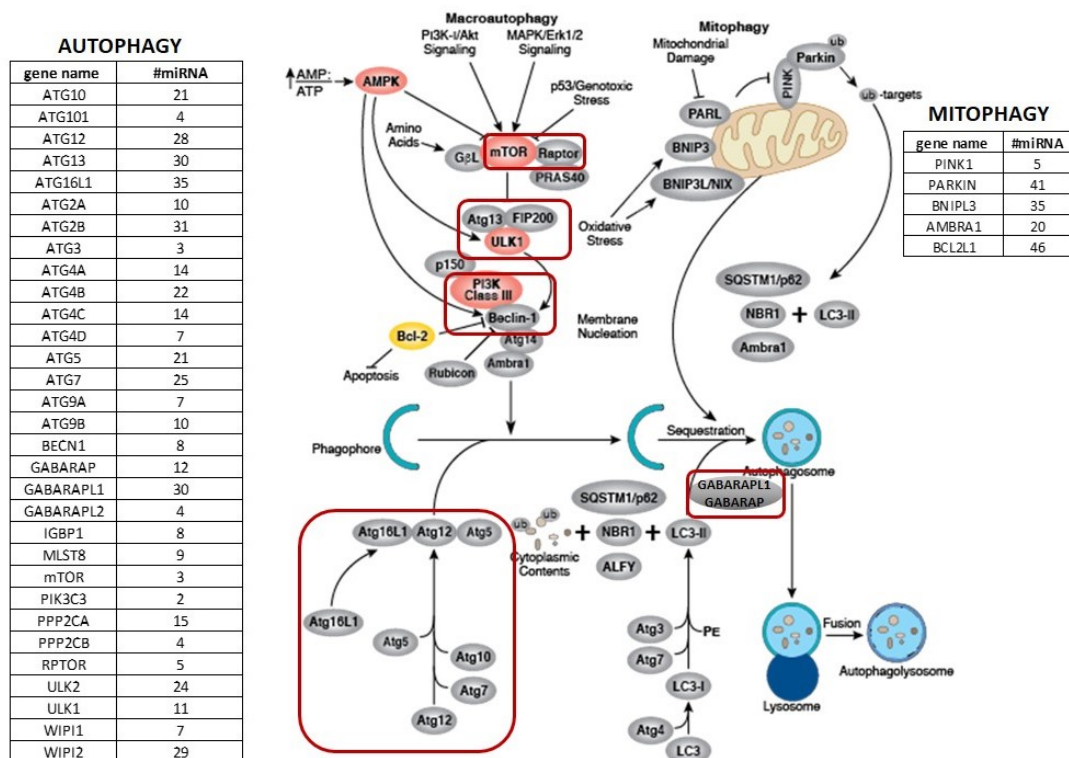 AUTOPHAGY
gene name #miRNA
ATG10 21
ATG101 4
ATG12 28
ATG13 30
ATG16L1 35
ATG2A 10
ATG2B 31
ATG3 3
ATG4A 14
ATG4B 22
ATG4C 14
ATG4D 7
ATG5 21
ATG7 25
ATG9A 7
ATG9B 10
BECN1 8
GABARAP 12
GABARAPL1 30
GABARAPL2 4
IGBP1 8
MLST8 9
mTOR 3
PIK3C3 2
PPP2CA 15
PPP2CB 4
RPTOR 5
ULK2 24
ULK1 11
WIPI1 7
WIPI2 29
Macroautophagy
PI3K-I/Akt
Signaling
MAPK/Erk1/2
Signaling
AMP:
ATP
AMPK
p53/Genotoxic
Stress
Amino
Acids
GβL
mTOR
Raptor
PRAS40
Atg13
FIP200
ULK1
p150
PI3K
Class III
Beclin-1
Bcl-2
Atg14
Ambra1
Rubicon
Apoptosis
Membrane
Nucleation
Mitophagy
Mitochondrial
Damage
PARL
PINK
Parkin
ub
ub-targets
BNIP3
BNIP3L/NIX
Oxidative
Stress
SQSTM1/p62
NBR1 + LC3-II
Ambra1
MITOPHAGY
gene name #miRNA
PINK1 5
PARKIN 41
BNIPL3 35
AMBRA1 20
BCL2L1 46
Phagophore
Sequestration
Autophagosome
GABARAPL1
GABARAP
Atg16L1 Atg12 Atg5
Atg16L1
Atg5
Atg10
Atg7
Atg12
ub ub
Cytoplasmic
Contents
+
SQSTM1/p62
NBR1 + LC3-II
ALFY
Atg3
PE
Atg7
LC3-I
Atg4
LC3
Fusion
Lysosome
Autophagolysosome